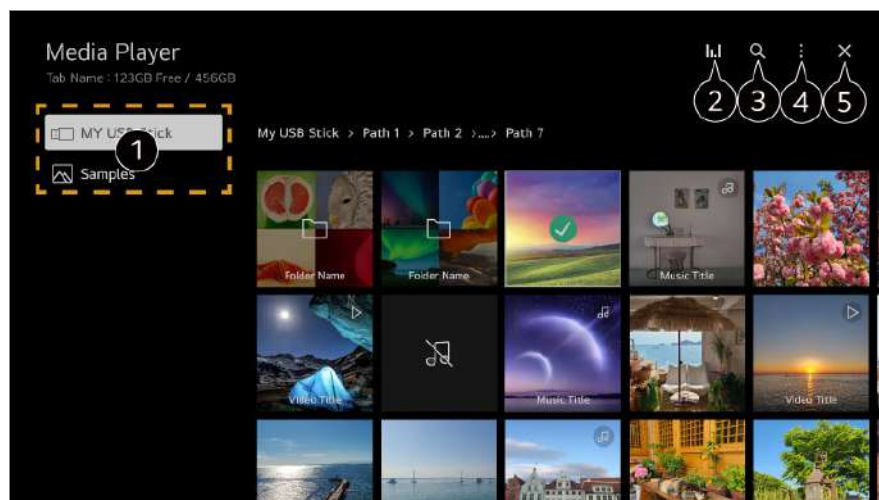 Media Player
Tab Name : 123GB Free / 456GB
2 3 4 5
MY USB Stick
1
Samples
My USB Stick > Path 1 > Path 2 >....> Path 7
Folder Name
Folder Name
Music Title
Video Title
Music Title
Video Title